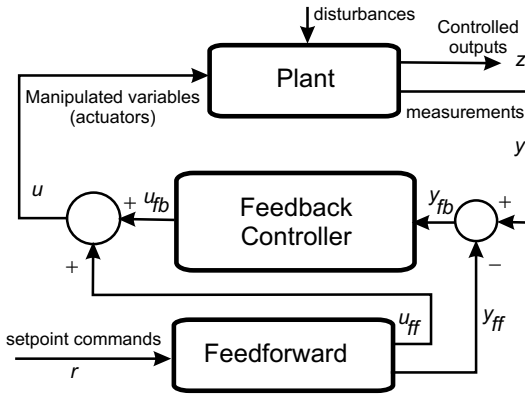 disturbances
Controlled
outputs
z
Plant
Manipulated variables
(actuators)
measurements
y
u
+
u_fb
Feedback
Controller
y_fb
+
+
−
u_ff
y_ff
setpoint commands
r
Feedforward